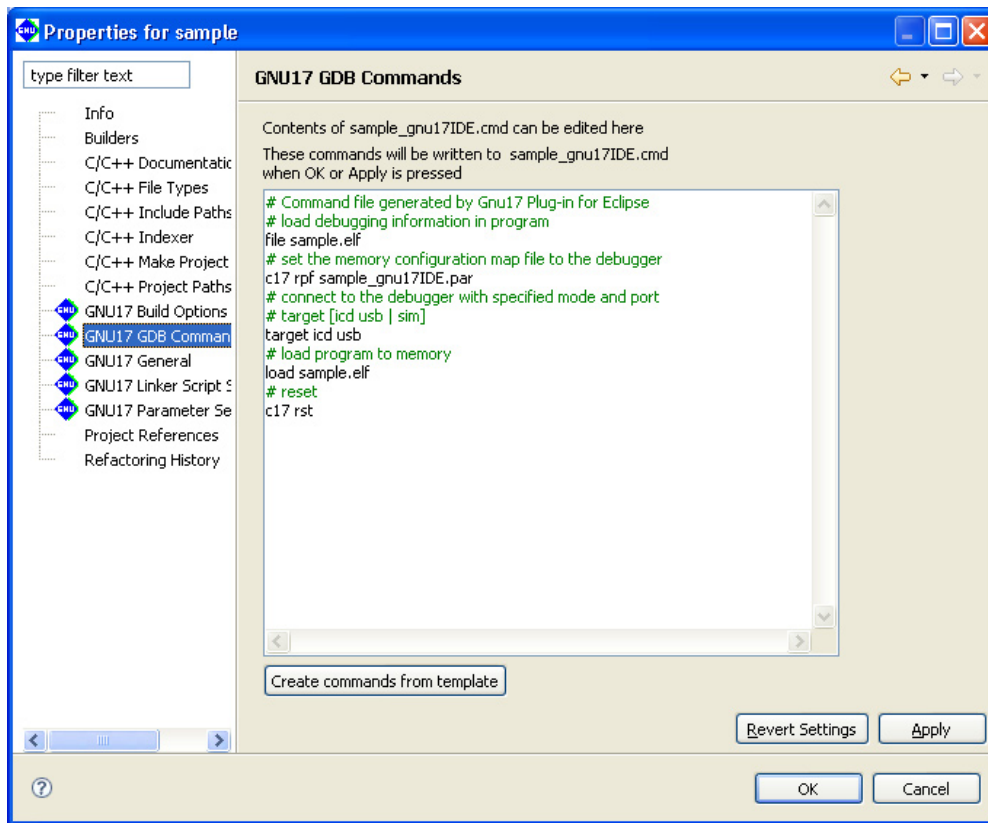 Properties for sample
type filter text
GNU17 GDB Commands
Info
Builders
C/C++ Documentatic
C/C++ File Types
C/C++ Include Paths
C/C++ Indexer
C/C++ Make Project
C/C++ Project Paths
GNU17 Build Options
GNU17 GDB Comman
GNU17 General
GNU17 Linker Script S
GNU17 Parameter Se
Project References
Refactoring History
Contents of sample_gnu17IDE.cmd can be edited here
These commands will be written to sample_gnu17IDE.cmd
when OK or Apply is pressed
# Command file generated by Gnu17 Plug-in for Eclipse
# load debugging information in program
file sample.elf
# set the memory configuration map file to the debugger
c17 rpf sample_gnu17IDE.par
# connect to the debugger with specified mode and port
# target [icd usb | sim]
target icd usb
# load program to memory
load sample.elf
# reset
c17 rst
Create commands from template
Revert Settings
Apply
OK
Cancel